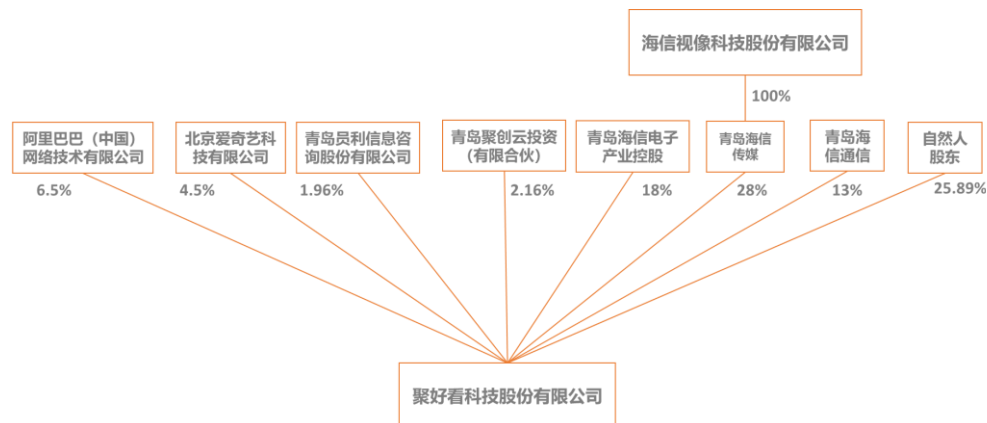 海信视像科技股份有限公司
100%
阿里巴巴（中国）
网络技术有限公司
北京爱奇艺科
技有限公司
青岛员利信息咨
询股份有限公司
青岛聚创云投资
（有限合伙）
青岛海信电子
产业控股
青岛海信
传媒
青岛海
信通信
自然人
股东
6.5%
4.5%
1.96%
2.16%
18%
28%
13%
25.89%
聚好看科技股份有限公司